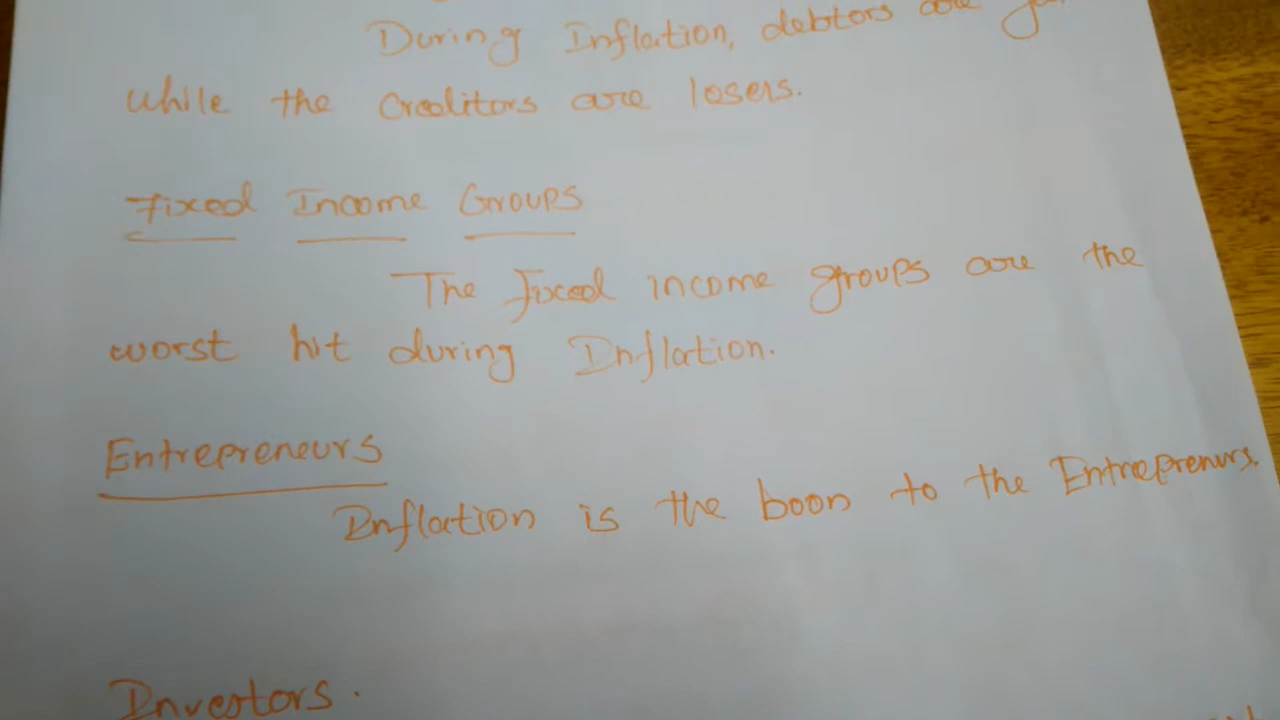 During Inflation, debtors are
while the Creditors are losers.
Fixed Income Groups
The fixed income groups are the
worst hit during Inflation.
Entrepreneurs
Inflation is the boon to the Entreprenurs.
Investors.